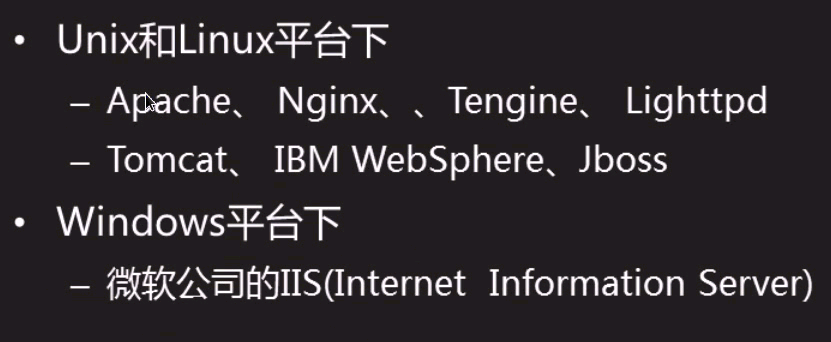 • Unix和Linux平台下
– Apache、 Nginx、、Tengine、 Lighttpd
– Tomcat、 IBM WebSphere、Jboss
• Windows平台下
– 微软公司的IIS(Internet  Information Server)